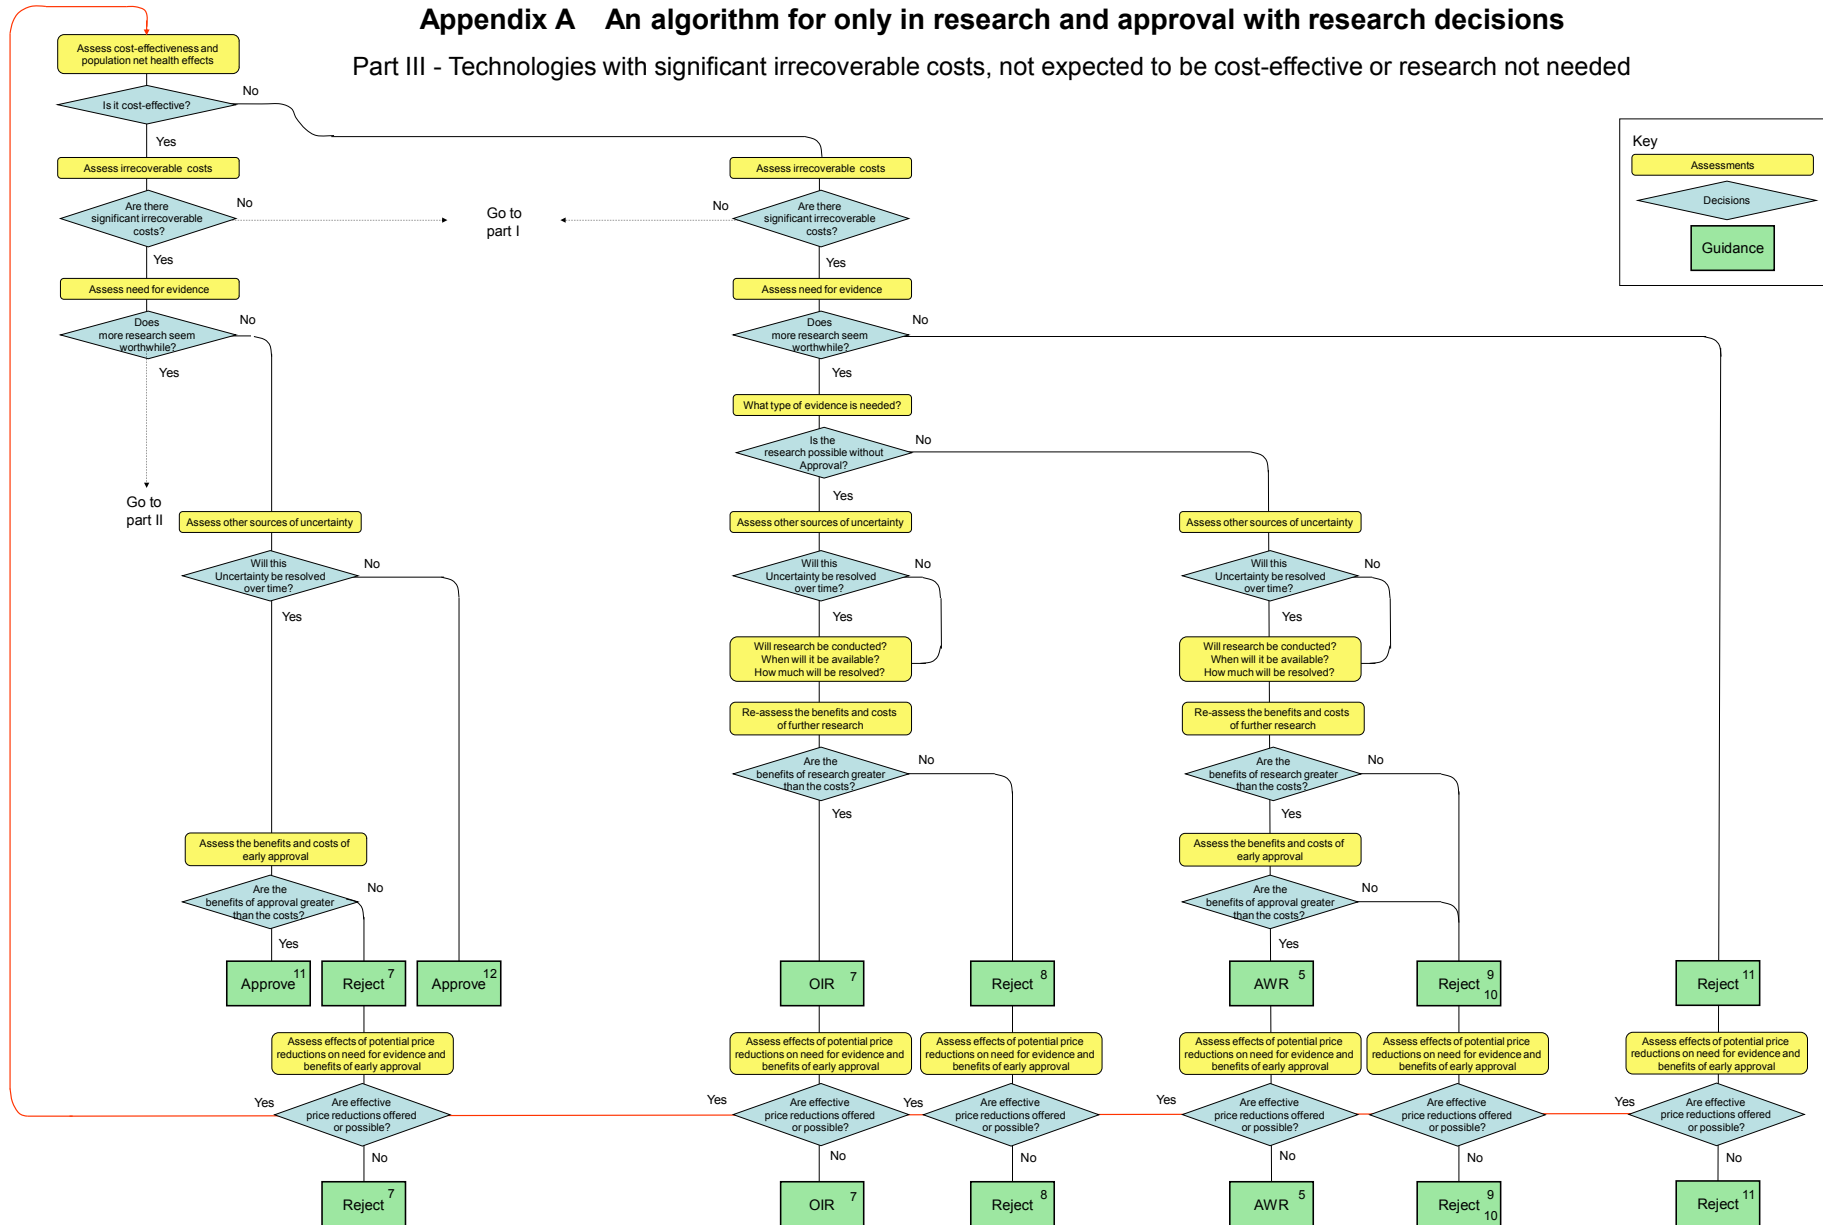 Appendix A    An algorithm for only in research and approval with research decisions
Part III - Technologies with significant irrecoverable costs, not expected to be cost-effective or research not needed
Assess cost-effectiveness and
population net health effects
Is it cost-effective?
No
Yes
Key
Assessments
Decisions
Guidance
Assess irrecoverable costs
Assess irrecoverable costs
Are there
significant irrecoverable
costs?
No
Go to
part I
No
Are there
significant irrecoverable
costs?
Yes
Yes
Assess need for evidence
Assess need for evidence
Does
more research seem
worthwhile?
No
Does
more research seem
worthwhile?
No
Yes
Yes
What type of evidence is needed?
Is the
research possible without
Approval?
No
Yes
Go to
part II
Assess other sources of uncertainty
Assess other sources of uncertainty
Assess other sources of uncertainty
Will this
Uncertainty be resolved
over time?
No
Yes
Will this
Uncertainty be resolved
over time?
No
Yes
Will this
Uncertainty be resolved
over time?
No
Yes
Will research be conducted?
When will it be available?
How much will be resolved?
Will research be conducted?
When will it be available?
How much will be resolved?
Re-assess the benefits and costs
of further research
Re-assess the benefits and costs
of further research
Are the
benefits of research greater
than the costs?
No
Yes
Are the
benefits of research greater
than the costs?
No
Yes
Assess the benefits and costs of
early approval
Assess the benefits and costs of
early approval
Are the
benefits of approval greater
than the costs?
No
Yes
Are the
benefits of approval greater
than the costs?
No
Yes
Approve 11
Reject 7
Approve 12
OIR 7
Reject 8
AWR 5
Reject 9
10
Reject 11
Assess effects of potential price
reductions on need for evidence and
benefits of early approval
Assess effects of potential price
reductions on need for evidence and
benefits of early approval
Assess effects of potential price
reductions on need for evidence and
benefits of early approval
Assess effects of potential price
reductions on need for evidence and
benefits of early approval
Assess effects of potential price
reductions on need for evidence and
benefits of early approval
Assess effects of potential price
reductions on need for evidence and
benefits of early approval
Yes
Are effective
price reductions offered
or possible?
No
Yes
Are effective
price reductions offered
or possible?
No
Yes
Are effective
price reductions offered
or possible?
No
Yes
Are effective
price reductions offered
or possible?
No
Are effective
price reductions offered
or possible?
No
Yes
Are effective
price reductions offered
or possible?
No
Reject 7
OIR 7
Reject 8
AWR 5
Reject 9
10
Reject 11